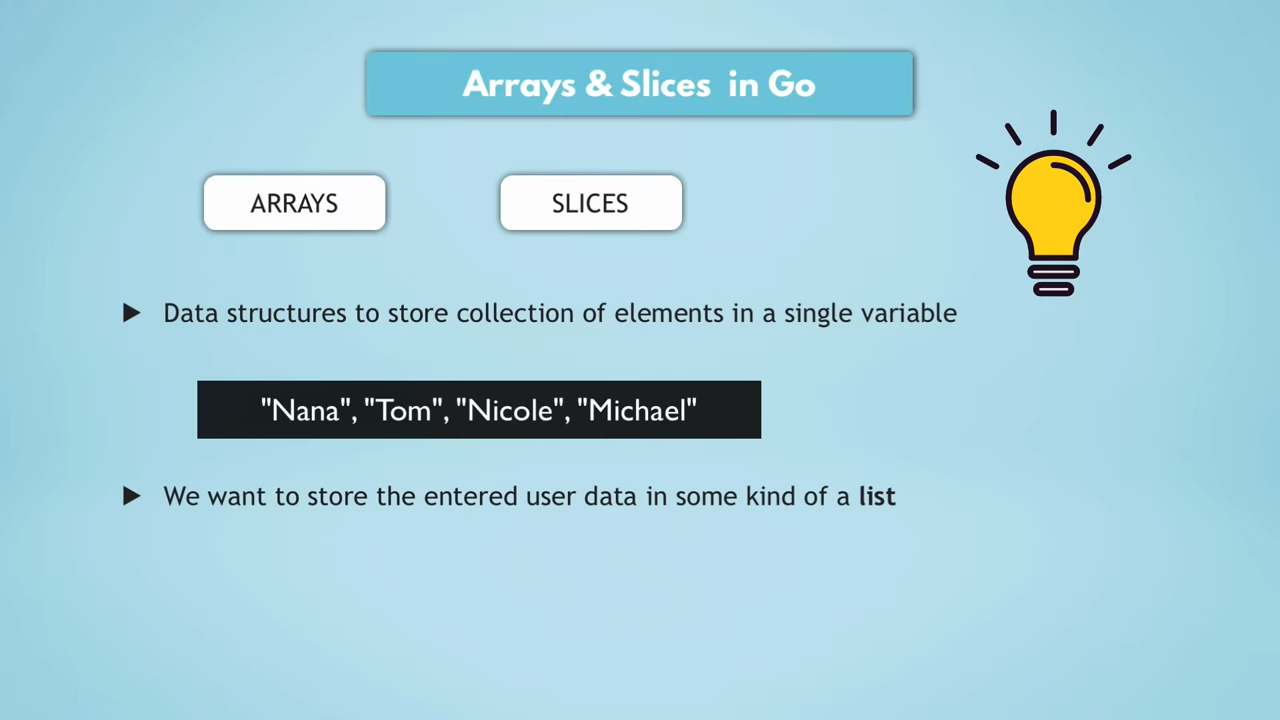 Arrays & Slices in Go
ARRAYS
SLICES
Data structures to store collection of elements in a single variable
"Nana", "Tom", "Nicole", "Michael"
We want to store the entered user data in some kind of a list